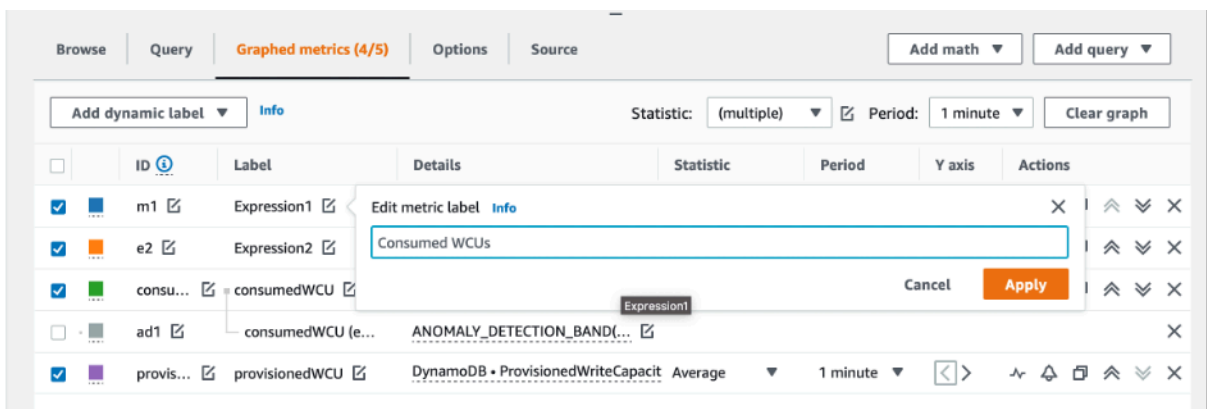 Browse Query Graphed metrics (4/5) Options Source Add math Add query
Add dynamic label Info Statistic: (multiple) Period: 1 minute Clear graph
ID Label Details Statistic Period Y axis Actions
m1 Expression1 Edit metric label Info
e2 Expression2 Consumed WCUs
consu... consumedWCU Cancel Apply
Expression1
ad1 consumedWCU (e... ANOMALY_DETECTION_BAND(...
provis... provisionedWCU DynamoDB • ProvisionedWriteCapacit Average 1 minute